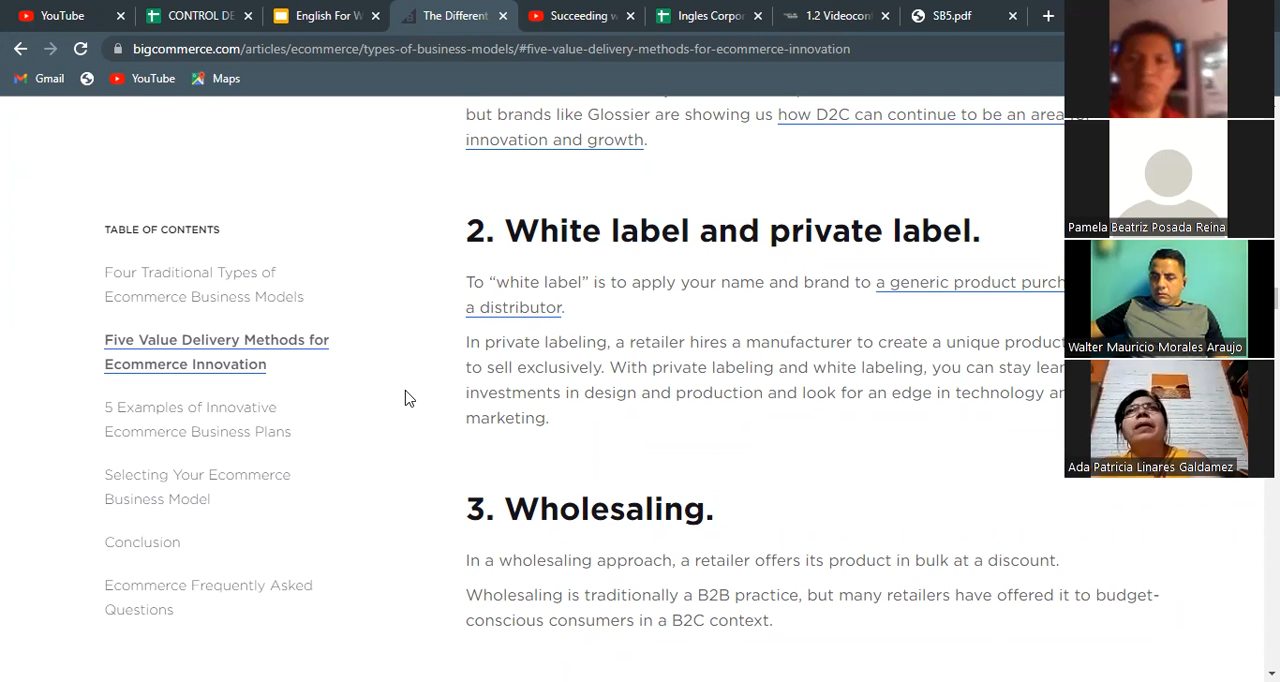 YouTube
CONTROL DE
English For W
The Different
Succeeding w
Ingles Corpor
1.2 Videocon
SB5.pdf
bigcommerce.com/articles/ecommerce/types-of-business-models/#five-value-delivery-methods-for-ecommerce-innovation
Gmail
YouTube
Maps
but brands like Glossier are showing us how D2C can continue to be an area for
innovation and growth.
TABLE OF CONTENTS
Four Traditional Types of
Ecommerce Business Models
Five Value Delivery Methods for
Ecommerce Innovation
5 Examples of Innovative
Ecommerce Business Plans
Selecting Your Ecommerce
Business Model
Conclusion
Ecommerce Frequently Asked
Questions
2. White label and private label.
To “white label” is to apply your name and brand to a generic product purch
a distributor.
In private labeling, a retailer hires a manufacturer to create a unique product
to sell exclusively. With private labeling and white labeling, you can stay lean
investments in design and production and look for an edge in technology an
marketing.
3. Wholesaling.
In a wholesaling approach, a retailer offers its product in bulk at a discount.
Wholesaling is traditionally a B2B practice, but many retailers have offered it to budget-
conscious consumers in a B2C context.
Pamela Beatriz Posada Reina
Walter Mauricio Morales Araujo
Ada Patricia Linares Galdamez